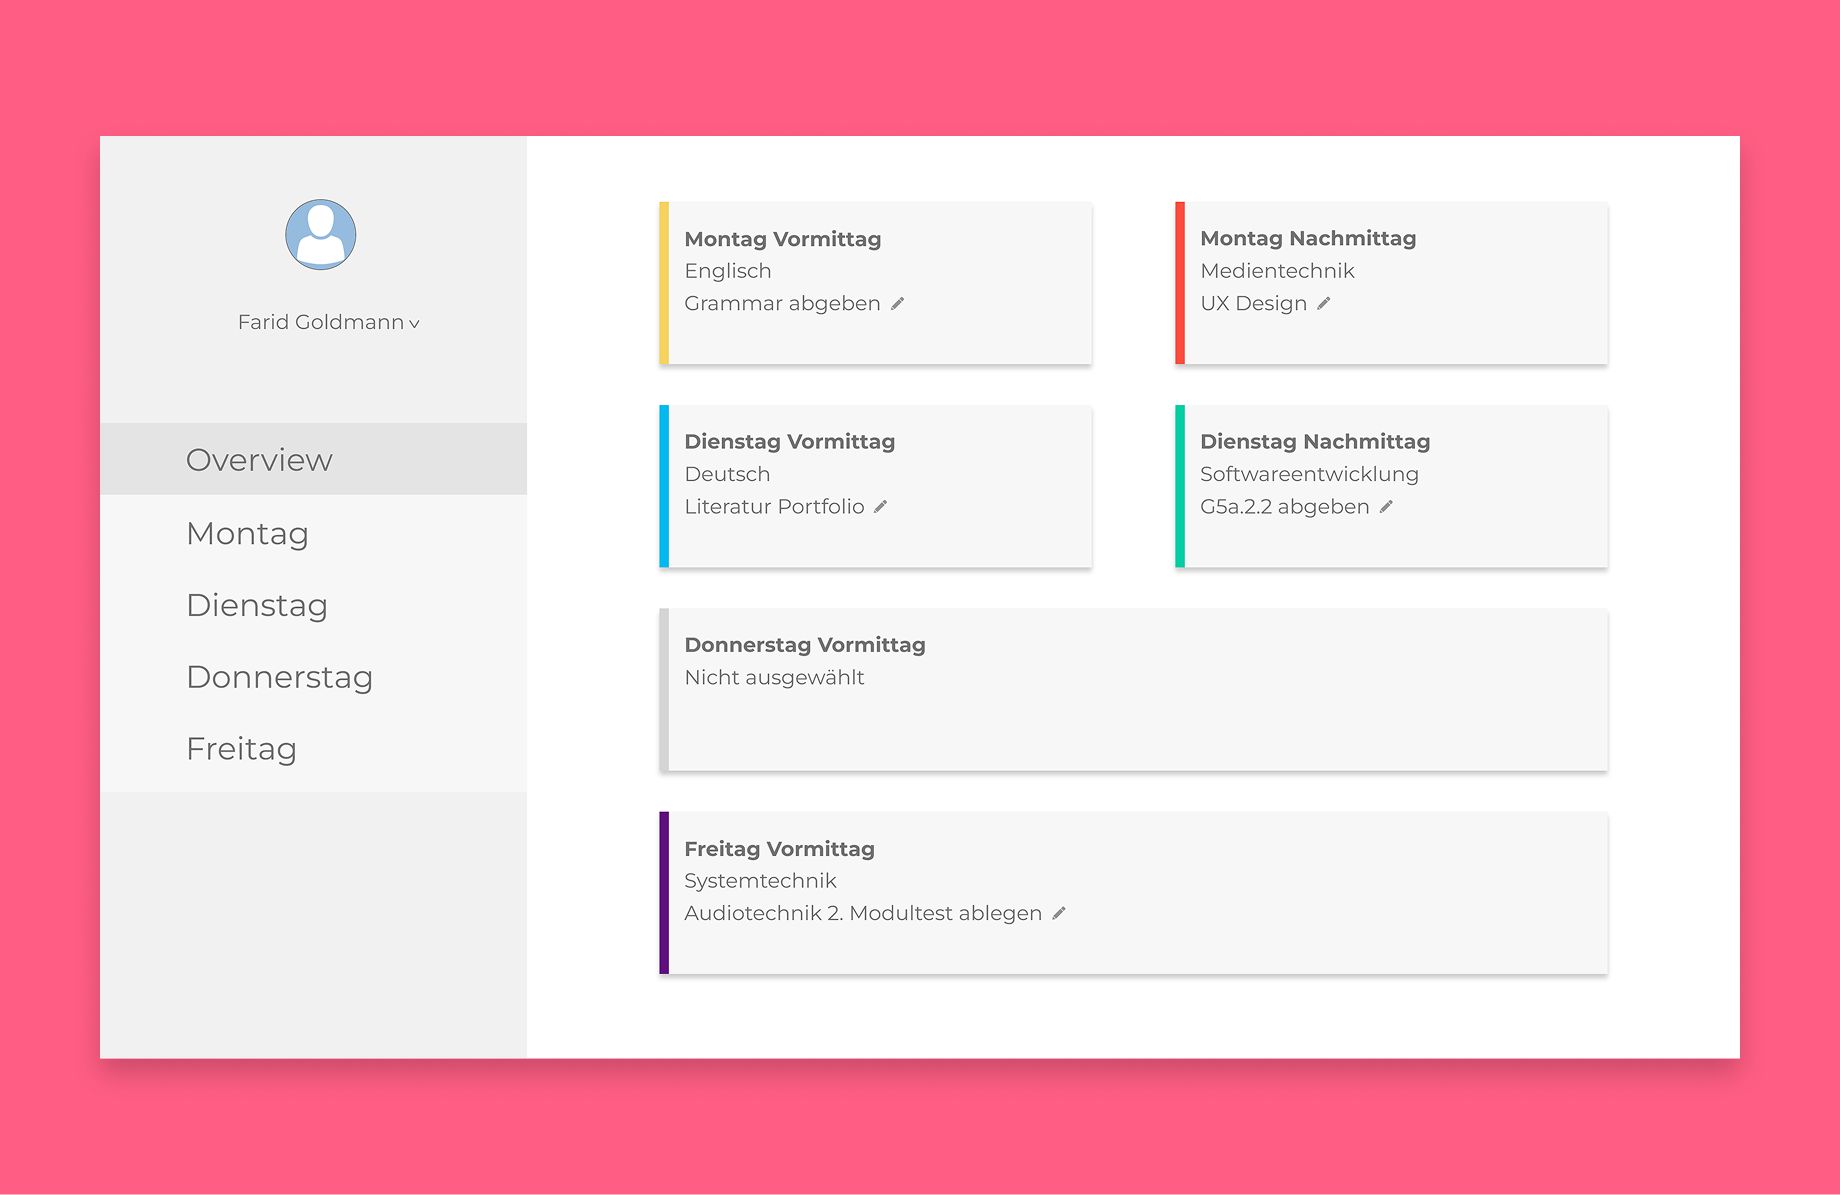 Farid Goldmann
Overview
Montag
Dienstag
Donnerstag
Freitag
Montag Vormittag
Englisch
Grammar abgeben
Montag Nachmittag
Medientechnik
UX Design
Dienstag Vormittag
Deutsch
Literatur Portfolio
Dienstag Nachmittag
Softwareentwicklung
G5a.2.2 abgeben
Donnerstag Vormittag
Nicht ausgewählt
Freitag Vormittag
Systemtechnik
Audiotechnik 2. Modultest ablegen